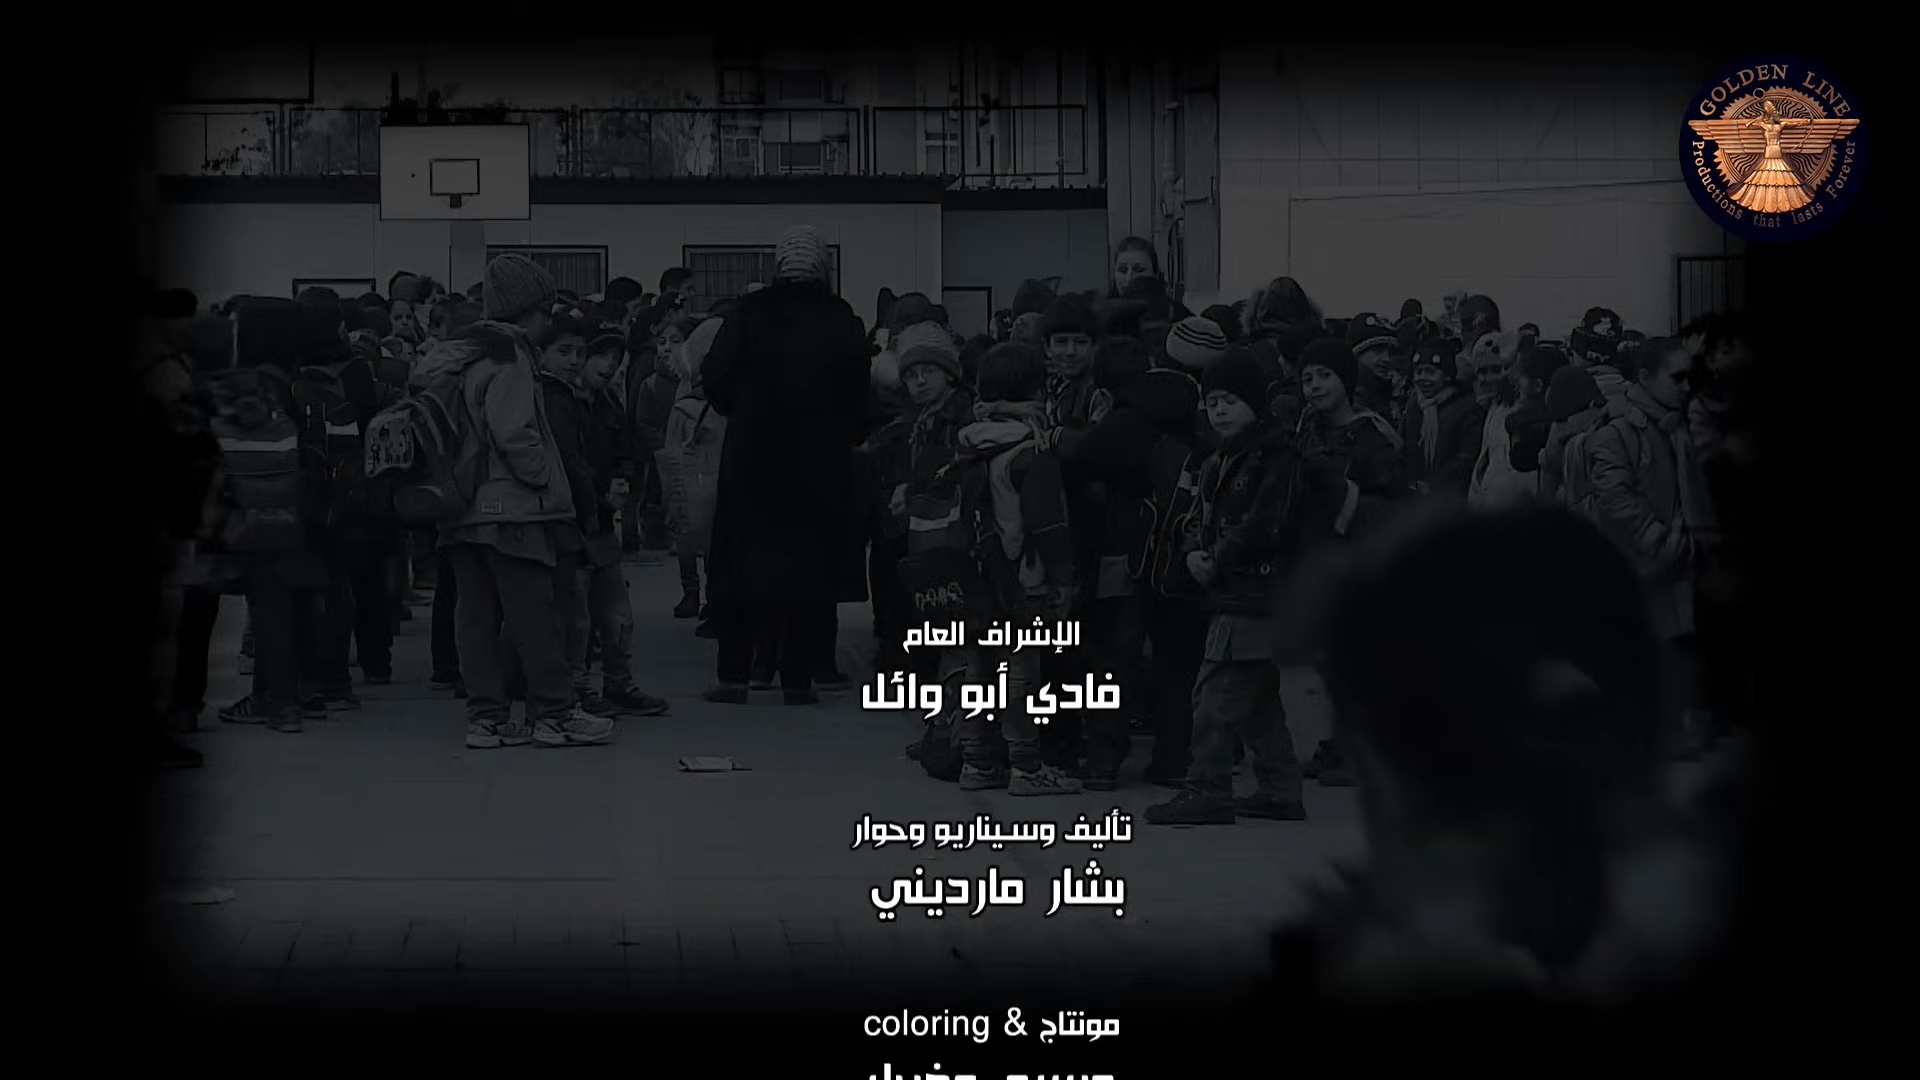 GOLDEN LINE
Productions that lasts Forever
الإشراف العام
فادي أبو وائل
تأليف وسيناريو وحوار
بشار مارديني
مونتاج & coloring